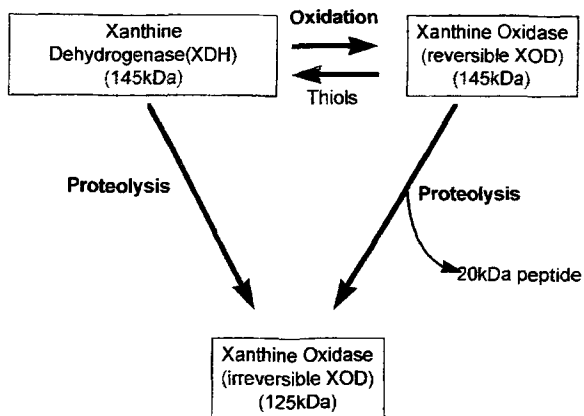 Oxidation
Xanthine
Dehydrogenase(XDH)
(145kDa)
Xanthine Oxidase
(reversible XOD)
(145kDa)
Thiols
Proteolysis
Proteolysis
20kDa peptide
Xanthine Oxidase
(irreversible XOD)
(125kDa)